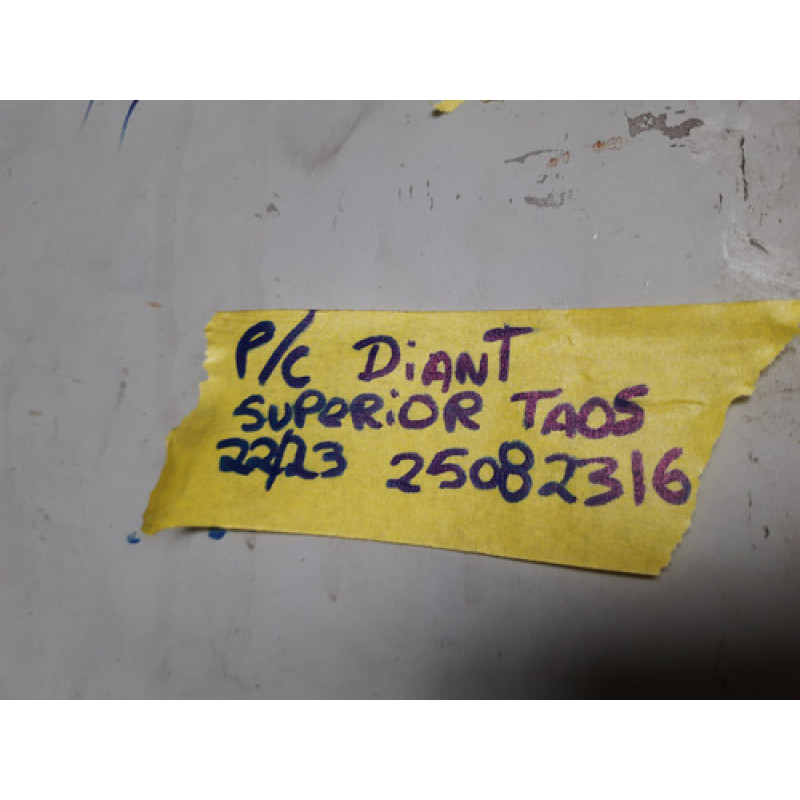 P/C DiANT
SUPERiOR TAOS
22/23 25082316